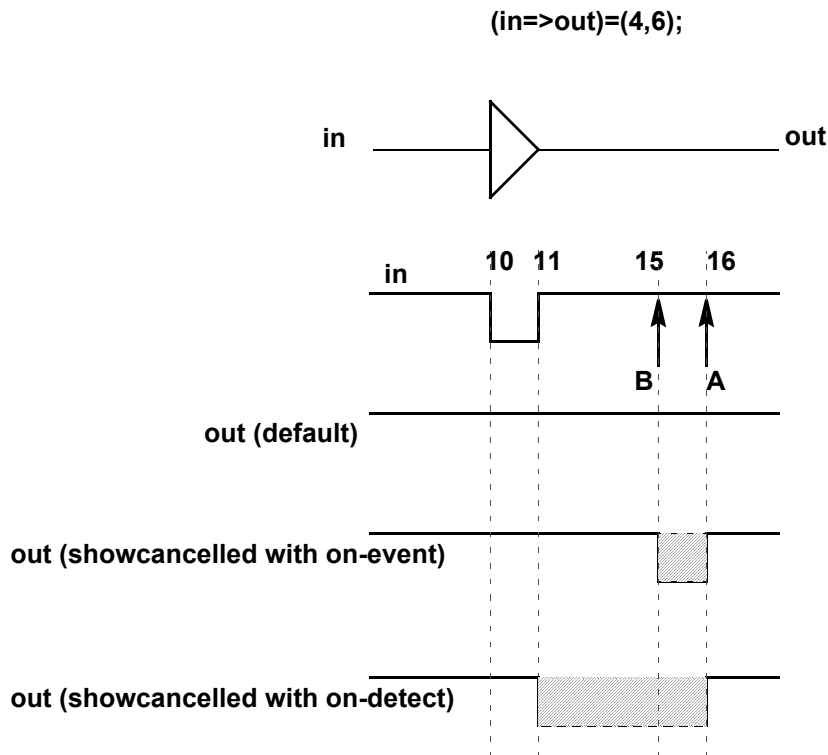 (in=>out)=(4,6);
in
out
10 11 15 16
in
B A
out (default)
out (showcancelled with on-event)
out (showcancelled with on-detect)